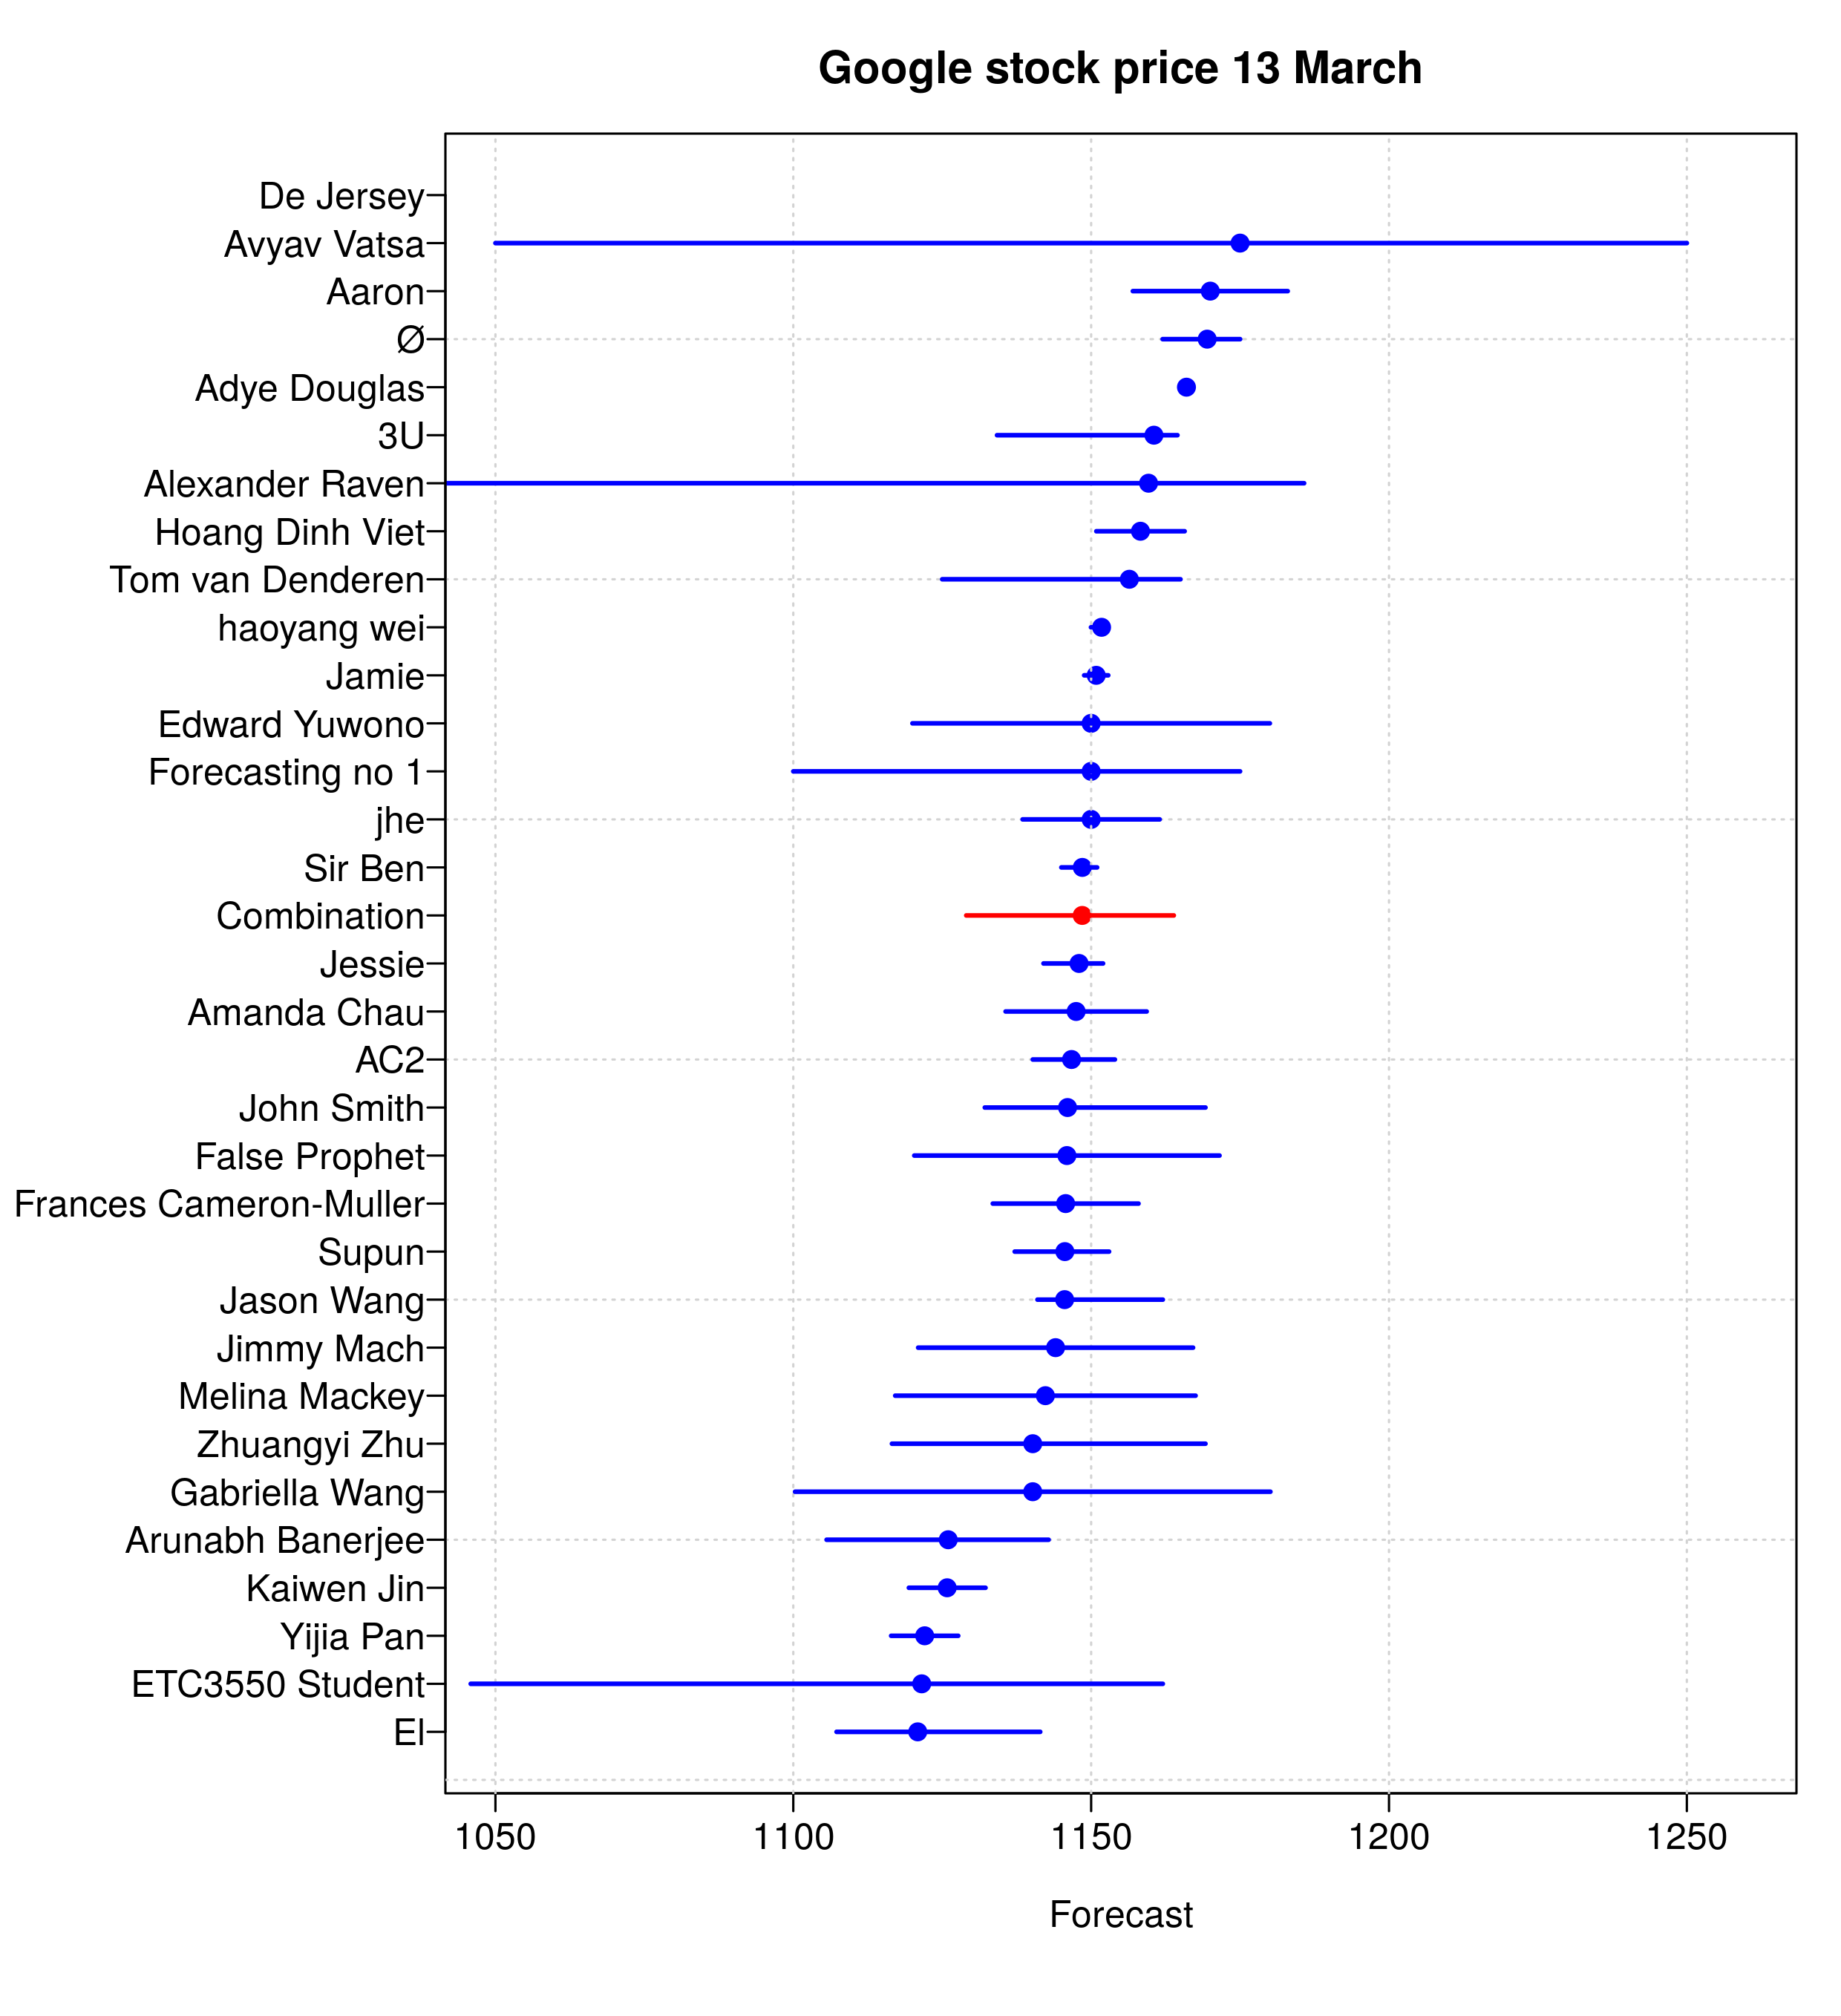 Google stock price 13 March
De Jersey
Avyav Vatsa
Aaron
Ø
Adye Douglas
3U
Alexander Raven
Hoang Dinh Viet
Tom van Denderen
haoyang wei
Jamie
Edward Yuwono
Forecasting no 1
jhe
Sir Ben
Combination
Jessie
Amanda Chau
AC2
John Smith
False Prophet
Frances Cameron-Muller
Supun
Jason Wang
Jimmy Mach
Melina Mackey
Zhuangyi Zhu
Gabriella Wang
Arunabh Banerjee
Kaiwen Jin
Yijia Pan
ETC3550 Student
El
1050 1100 1150 1200 1250
Forecast